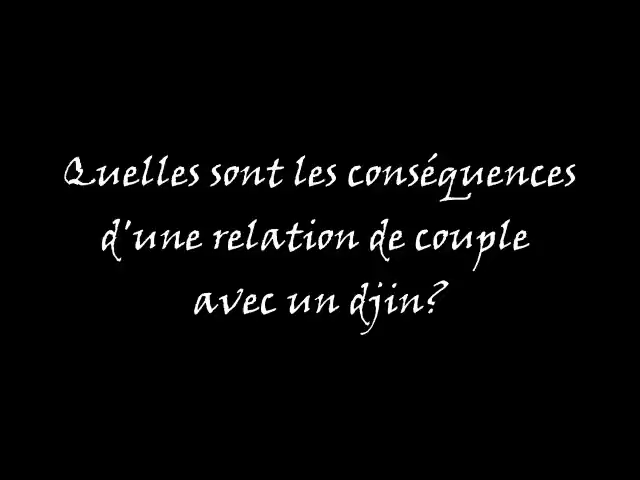 Quelles sont les conséquences
d'une relation de couple
avec un djin?